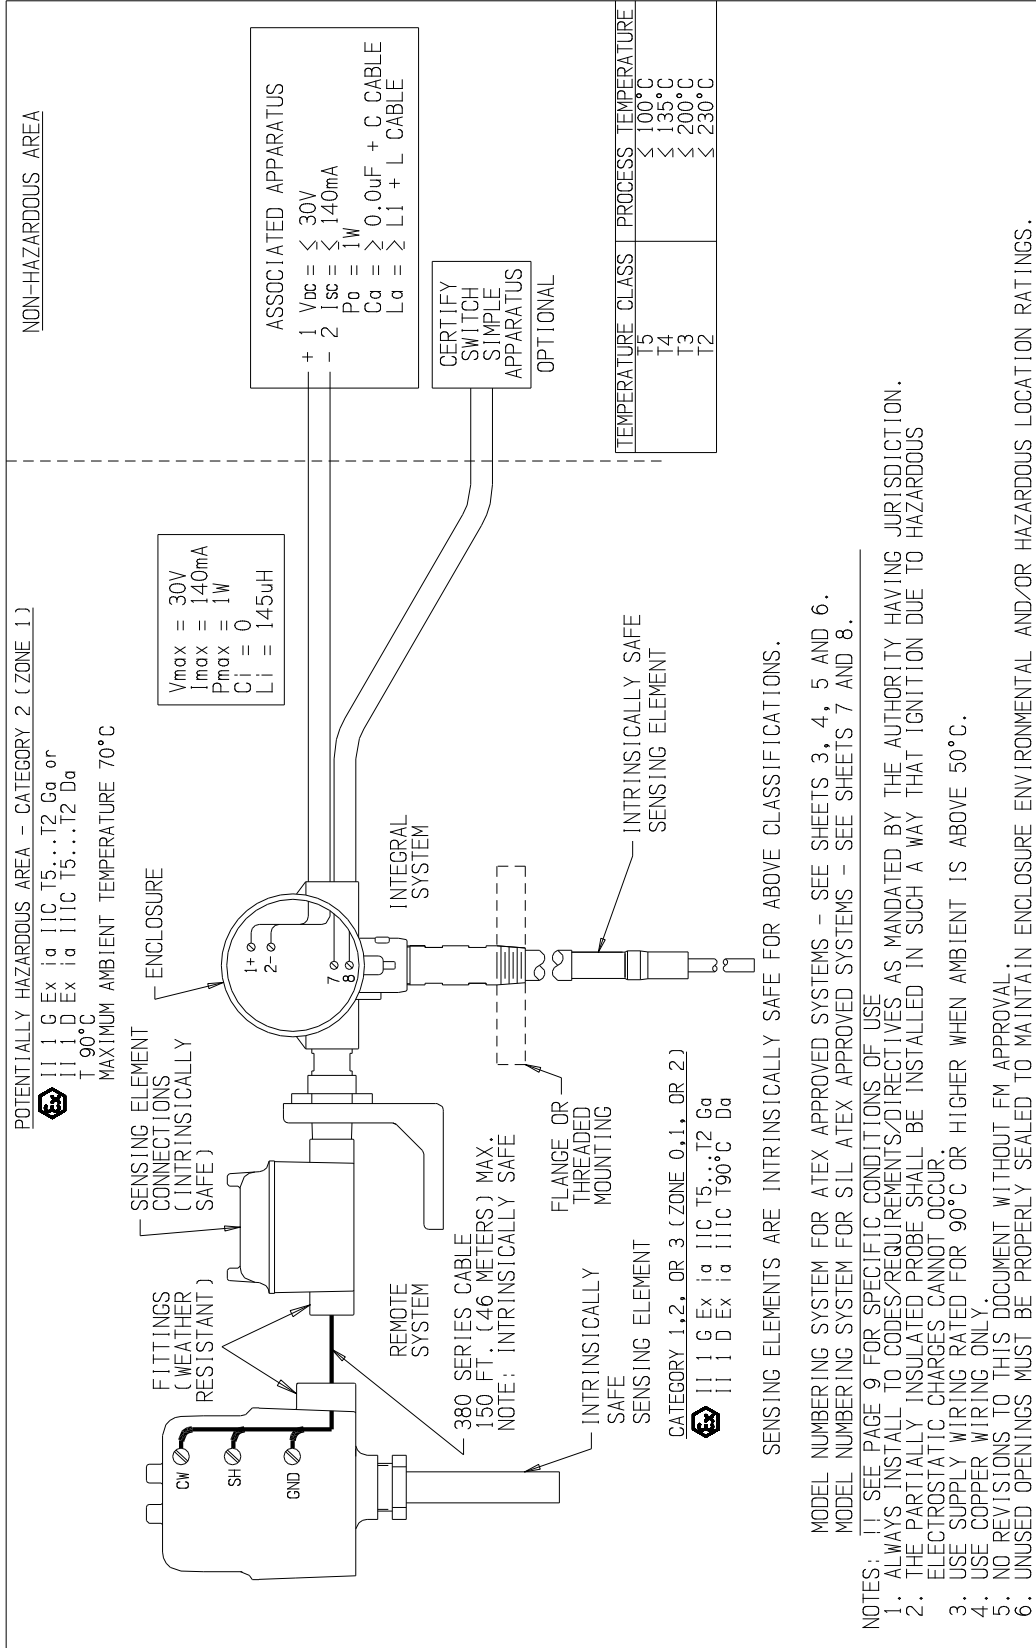 POTENTIALLY HAZARDOUS AREA - CATEGORY 2 (ZONE 1)
Ex
II 1 G Ex ia IIC T5...T2 Ga or
II 1 D Ex ia IIIC T5...T2 Da
T 90°C
MAXIMUM AMBIENT TEMPERATURE 70°C
NON-HAZARDOUS AREA
Vmax = 30V
Imax = 140mA
Pmax = 1W
Ci = 0
Li = 145uH
ASSOCIATED APPARATUS
+ 1 VDC = ≤ 30V
- 2 ISC = ≤ 140mA
Po = 1W
Ca = ≥ 0.0uF + C CABLE
La = ≥ L1 + L CABLE
CERTIFY
SWITCH
SIMPLE
APPARATUS
OPTIONAL
SENSING ELEMENT
CONNECTIONS
(INTRINSICALLY
SAFE)
ENCLOSURE
FITTINGS
(WEATHER
RESISTANT)
CW
SH
GND
1+
2-
7
8
REMOTE
SYSTEM
INTEGRAL
SYSTEM
380 SERIES CABLE
150 FT. (46 METERS) MAX.
NOTE: INTRINSICALLY SAFE
FLANGE OR
THREADED
MOUNTING
INTRINSICALLY
SAFE
SENSING ELEMENT
INTRINSICALLY SAFE
SENSING ELEMENT
CATEGORY 1,2, OR 3 (ZONE 0,1, OR 2)
Ex
II 1 G Ex ia IIC T5...T2 Ga
II 1 D Ex ia IIIC T90°C Da
TEMPERATURE CLASS PROCESS TEMPERATURE
T5 ≤ 100°C
T4 ≤ 135°C
T3 ≤ 200°C
T2 ≤ 230°C
SENSING ELEMENTS ARE INTRINSICALLY SAFE FOR ABOVE CLASSIFICATIONS.
MODEL NUMBERING SYSTEM FOR ATEX APPROVED SYSTEMS - SEE SHEETS 3, 4, 5 AND 6.
MODEL NUMBERING SYSTEM FOR SIL ATEX APPROVED SYSTEMS - SEE SHEETS 7 AND 8.
NOTES: !! SEE PAGE 9 FOR SPECIFIC CONDITIONS OF USE
1. ALWAYS INSTALL TO CODES/REQUIREMENTS/DIRECTIVES AS MANDATED BY THE AUTHORITY HAVING JURISDICTION.
2. THE PARTIALLY INSULATED PROBE SHALL BE INSTALLED IN SUCH A WAY THAT IGNITION DUE TO HAZARDOUS
ELECTROSTATIC CHARGES CANNOT OCCUR.
3. USE SUPPLY WIRING RATED FOR 90°C OR HIGHER WHEN AMBIENT IS ABOVE 50°C.
4. USE COPPER WIRING ONLY.
5. NO REVISIONS TO THIS DOCUMENT WITHOUT FM APPROVAL.
6. UNUSED OPENINGS MUST BE PROPERLY SEALED TO MAINTAIN ENCLOSURE ENVIRONMENTAL AND/OR HAZARDOUS LOCATION RATINGS.